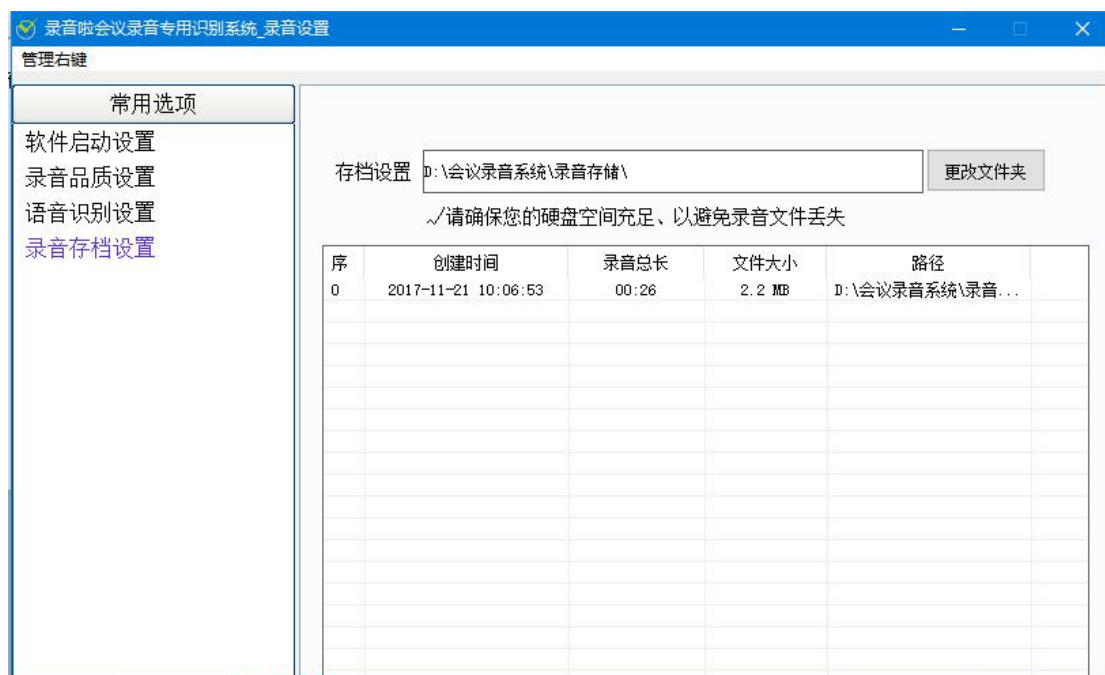 录音啦会议录音专用识别系统_录音设置
管理右键
常用选项
软件启动设置
录音品质设置
语音识别设置
录音存档设置
存档设置 D:\会议录音系统\录音存储\ 更改文件夹
√请确保您的硬盘空间充足、以避免录音文件丢失
序 创建时间 录音总长 文件大小 路径
0 2017-11-21 10:06:53 00:26 2.2 MB D:\会议录音系统\录音...